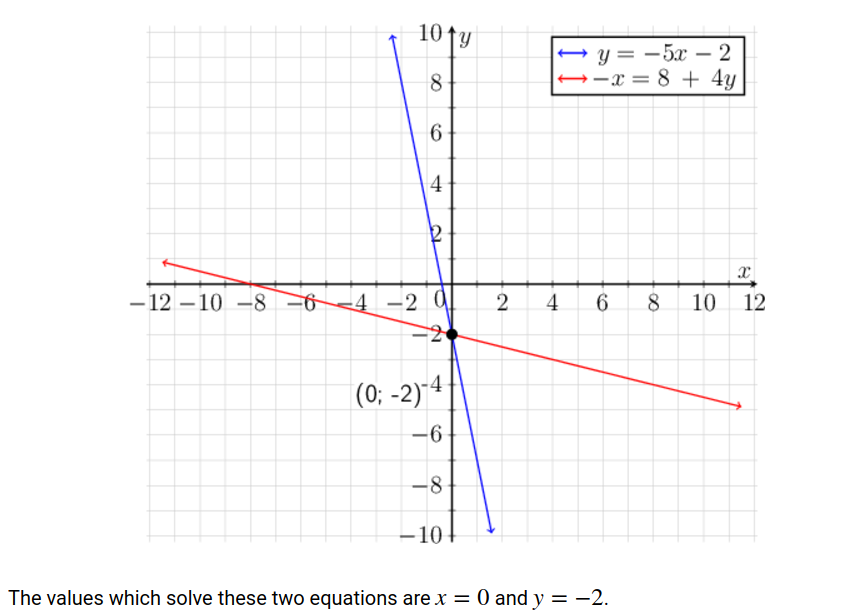 10 y
y = −5x − 2
−x = 8 + 4y
8
6
4
2
x
−12 −10 −8 −6 −4 −2 0 2 4 6 8 10 12
−2
(0; -2) −4
−6
−8
−10
The values which solve these two equations are x = 0 and y = −2.